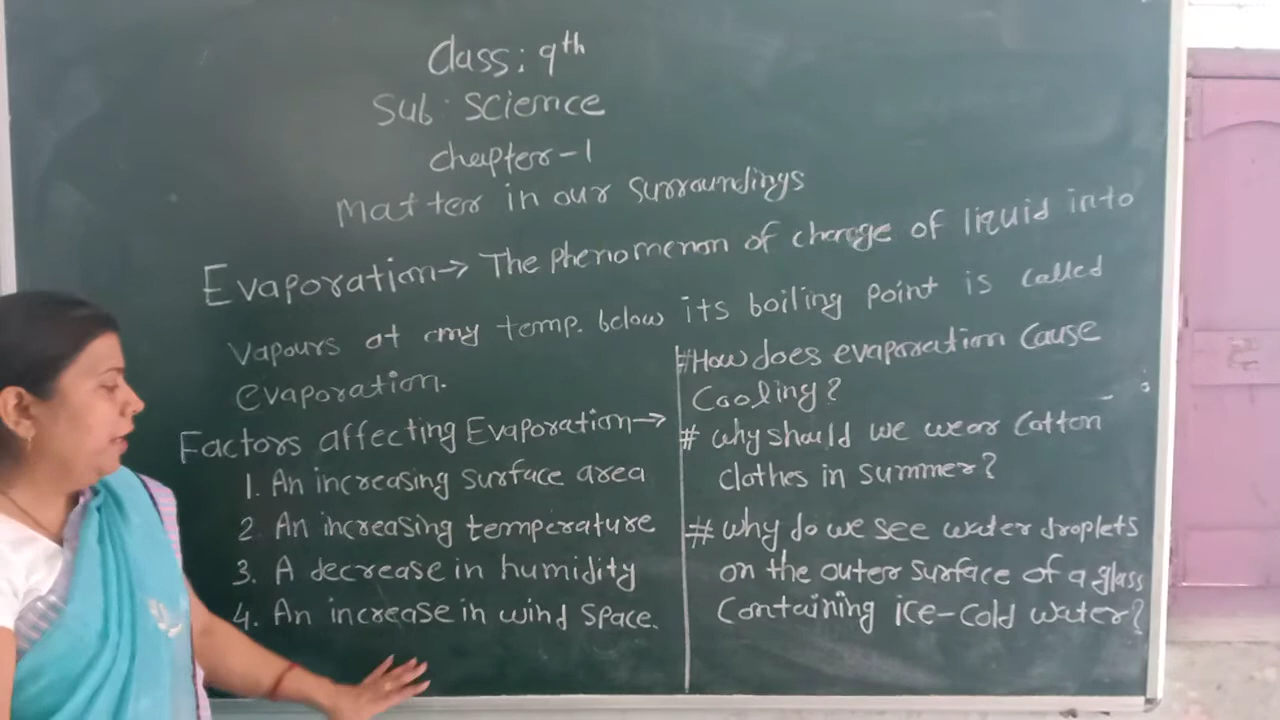 Class: 9th
Sub: Science
Chapter-1
Matter in our surroundings
Evaporation→ The phenomenon of change of liquid into
vapours at any temp. below its boiling point is called
evaporation.
Factors affecting Evaporation→
1. An increasing surface area
2. An increasing temperature
3. A decrease in humidity
4. An increase in wind space.
#How does evaporation cause
cooling?
# why should we wear cotton
clothes in summer?
# why do we see water droplets
on the outer surface of a glass
containing ice-cold water?